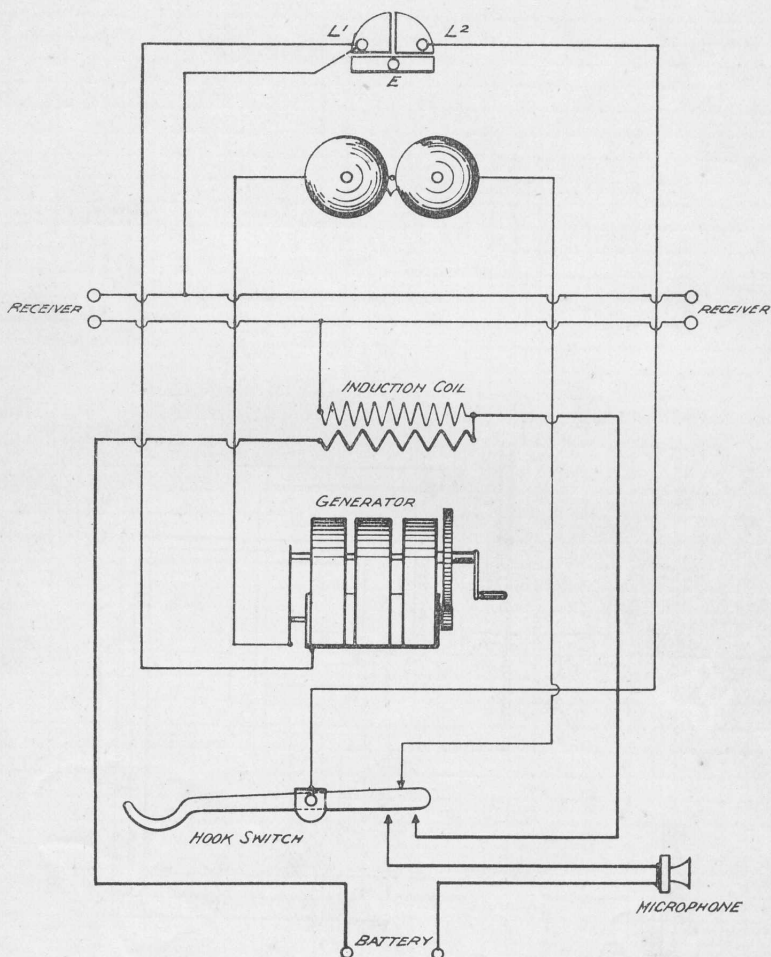 L¹ L²
E
RECEIVER
RECEIVER
INDUCTION COIL
GENERATOR
HOOK SWITCH
MICROPHONE
BATTERY